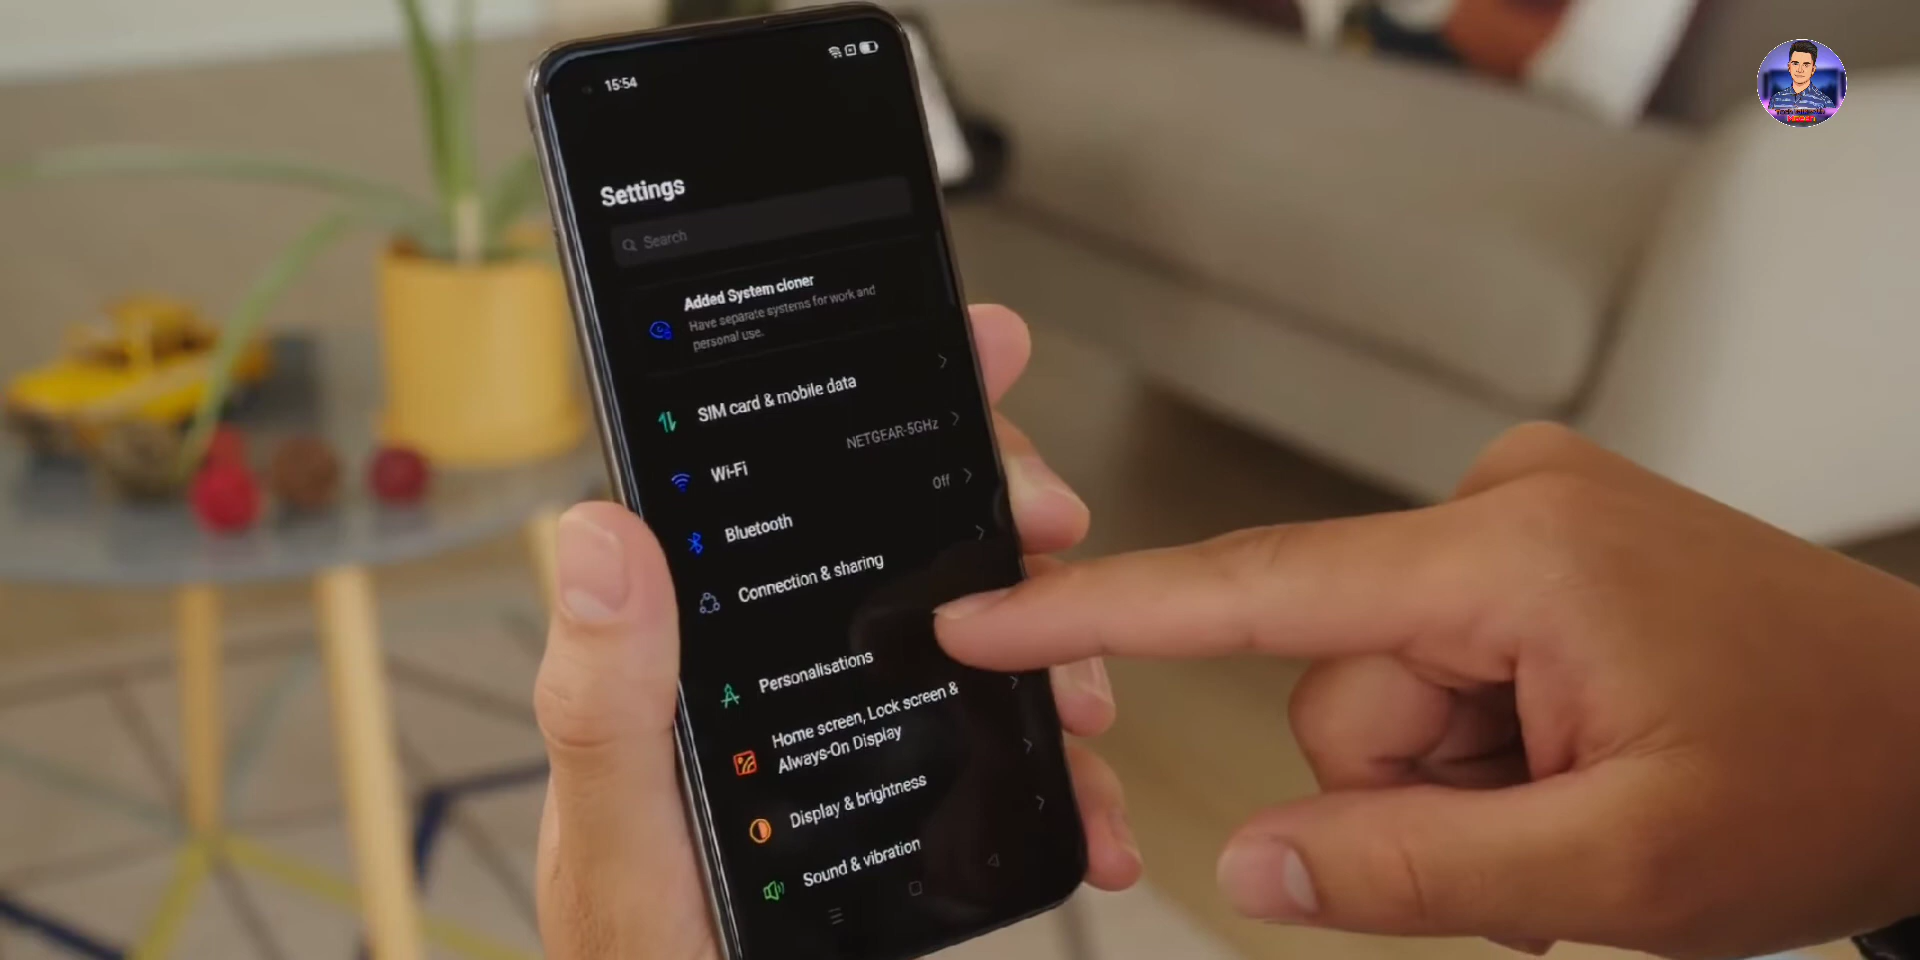 15:54
Settings
Search
Added System cloner
Have separate systems for work and
personal use.
SIM card & mobile data
Wi-Fi
NETGEAR-5GHz
Bluetooth
Off
Connection & sharing
Personalisations
Home screen, Lock screen &
Always-On Display
Display & brightness
Sound & vibration